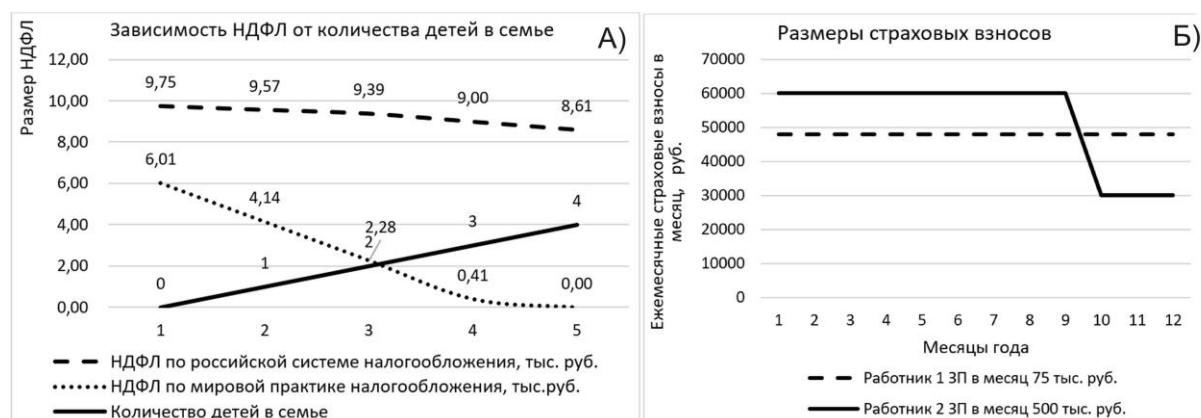 Зависимость НДФЛ от количества детей в семье
А)
Размер НДФЛ
12,00
10,00
8,00
6,00
4,00
2,00
0,00
9,75
9,57
9,39
9,00
8,61
6,01
4,14
2,28
0,41
0,00
0
1
2
3
4
1 2 3 4 5
НДФЛ по российской системе налогообложения, тыс. руб.
НДФЛ по мировой практике налогообложения, тыс.руб.
Количество детей в семье
Размеры страховых взносов
Б)
Ежемесячные страховые взносы в
месяц, руб.
70000
60000
50000
40000
30000
20000
10000
0
1 2 3 4 5 6 7 8 9 10 11 12
Месяцы года
Работник 1 ЗП в месяц 75 тыс. руб.
Работник 2 ЗП в месяц 500 тыс. руб.